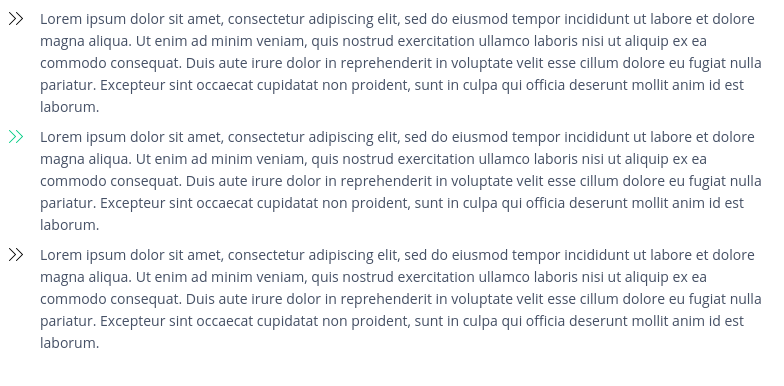 Lorem ipsum dolor sit amet, consectetur adipiscing elit, sed do eiusmod tempor incididunt ut labore et dolore
magna aliqua. Ut enim ad minim veniam, quis nostrud exercitation ullamco laboris nisi ut aliquip ex ea
commodo consequat. Duis aute irure dolor in reprehenderit in voluptate velit esse cillum dolore eu fugiat nulla
pariatur. Excepteur sint occaecat cupidatat non proident, sunt in culpa qui officia deserunt mollit anim id est
laborum.
Lorem ipsum dolor sit amet, consectetur adipiscing elit, sed do eiusmod tempor incididunt ut labore et dolore
magna aliqua. Ut enim ad minim veniam, quis nostrud exercitation ullamco laboris nisi ut aliquip ex ea
commodo consequat. Duis aute irure dolor in reprehenderit in voluptate velit esse cillum dolore eu fugiat nulla
pariatur. Excepteur sint occaecat cupidatat non proident, sunt in culpa qui officia deserunt mollit anim id est
laborum.
Lorem ipsum dolor sit amet, consectetur adipiscing elit, sed do eiusmod tempor incididunt ut labore et dolore
magna aliqua. Ut enim ad minim veniam, quis nostrud exercitation ullamco laboris nisi ut aliquip ex ea
commodo consequat. Duis aute irure dolor in reprehenderit in voluptate velit esse cillum dolore eu fugiat nulla
pariatur. Excepteur sint occaecat cupidatat non proident, sunt in culpa qui officia deserunt mollit anim id est
laborum.